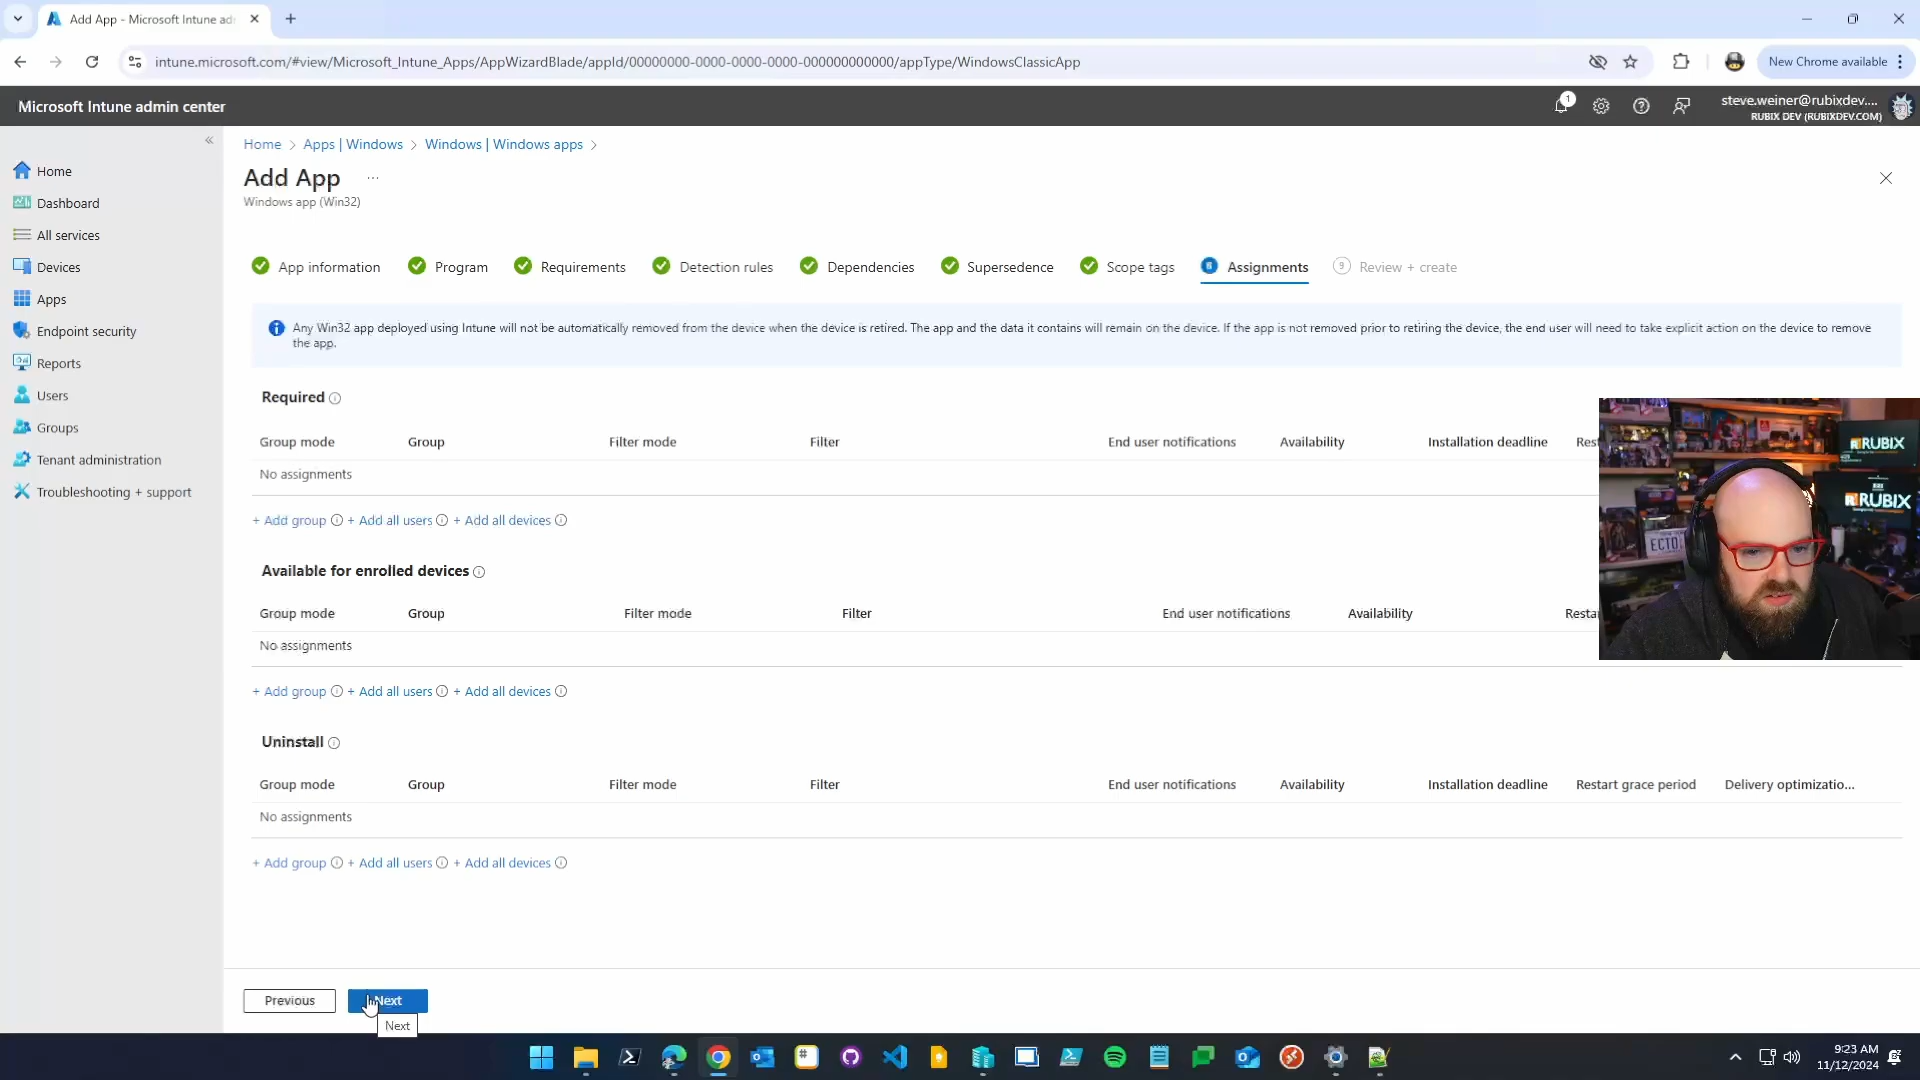 Add App - Microsoft Intune ad
intune.microsoft.com/#view/Microsoft_Intune_Apps/AppWizardBlade/appId/00000000-0000-0000-0000-000000000000/appType/WindowsClassicApp
New Chrome available
Microsoft Intune admin center
1
steve.weiner@rubixdev....
RUBIX DEV (RUBIXDEV.COM)
Home
Dashboard
All services
Devices
Apps
Endpoint security
Reports
Users
Groups
Tenant administration
Troubleshooting + support
Home > Apps | Windows > Windows | Windows apps >
Add App ...
Windows app (Win32)
App information
Program
Requirements
Detection rules
Dependencies
Supersedence
Scope tags
Assignments
9 Review + create
Any Win32 app deployed using Intune will not be automatically removed from the device when the device is retired. The app and the data it contains will remain on the device. If the app is not removed prior to retiring the device, the end user will need to take explicit action on the device to remove
the app.
Required
Group mode Group Filter mode Filter End user notifications Availability Installation deadline Rest
No assignments
+ Add group + Add all users + Add all devices
Available for enrolled devices
Group mode Group Filter mode Filter End user notifications Availability Resta
No assignments
+ Add group + Add all users + Add all devices
Uninstall
Group mode Group Filter mode Filter End user notifications Availability Installation deadline Restart grace period Delivery optimizatio...
No assignments
+ Add group + Add all users + Add all devices
Previous
Next
Next
RUBIX
RUBIX
ECTO
9:23 AM
11/12/2024